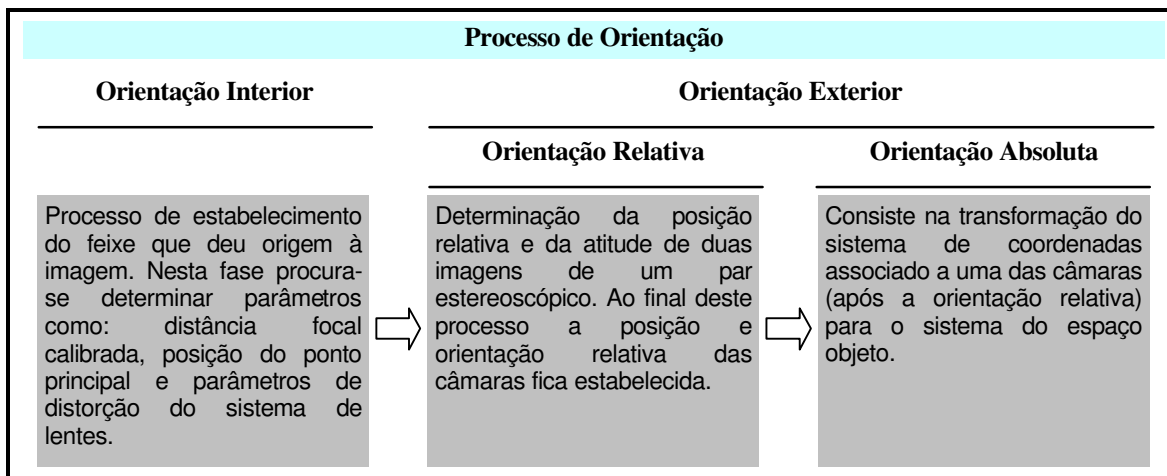 Processo de Orientação
Orientação Interior
Orientação Exterior
Orientação Relativa
Orientação Absoluta
Processo de estabelecimento
do feixe que deu origem à
imagem. Nesta fase procura-
se determinar parâmetros
como: distância focal
calibrada, posição do ponto
principal e parâmetros de
distorção do sistema de
lentes.
Determinação da posição
relativa e da atitude de duas
imagens de um par
estereoscópico. Ao final deste
processo a posição e
orientação relativa das
câmaras fica estabelecida.
Consiste na transformação do
sistema de coordenadas
associado a uma das câmaras
(após a orientação relativa)
para o sistema do espaço
objeto.